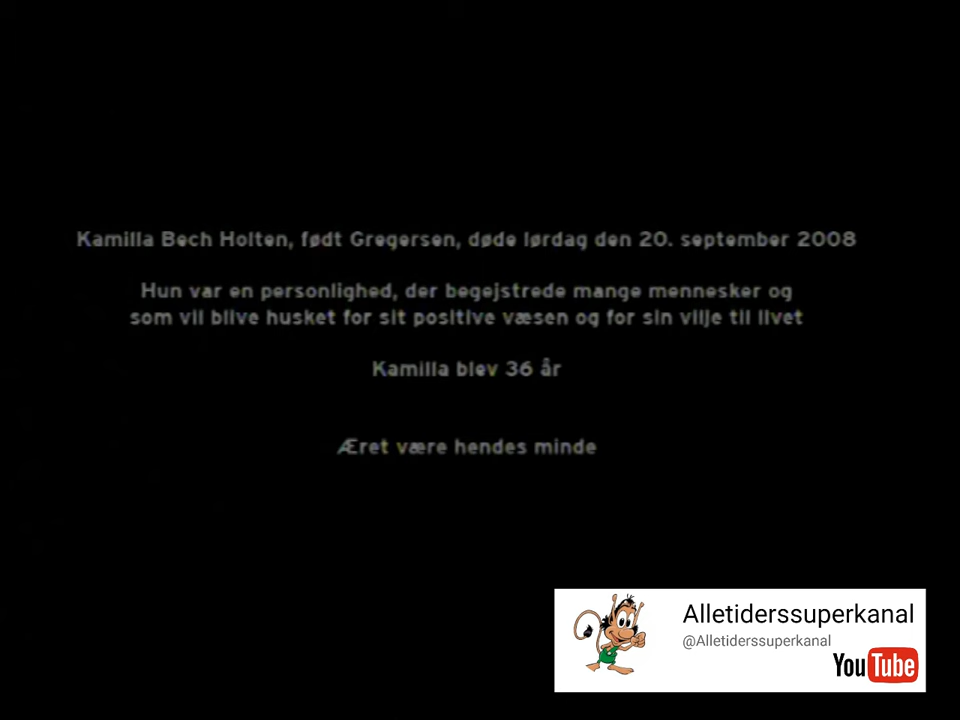 Kamilla Bech Holten, født Gregersen, døde lørdag den 20. september 2008
Hun var en personlighed, der begejstrede mange mennesker og
som vil blive husket for sit positive væsen og for sin vilje til livet
Kamilla blev 36 år
Æret være hendes minde
Alletiderssuperkanal
@Alletiderssuperkanal
YouTube